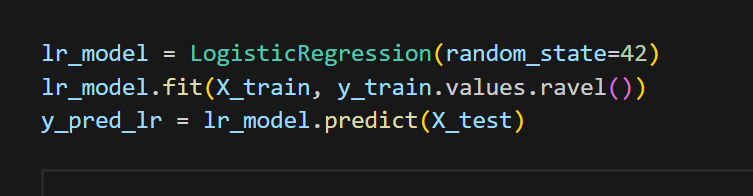 lr_model = LogisticRegression(random_state=42)
lr_model.fit(X_train, y_train.values.ravel())
y_pred_lr = lr_model.predict(X_test)